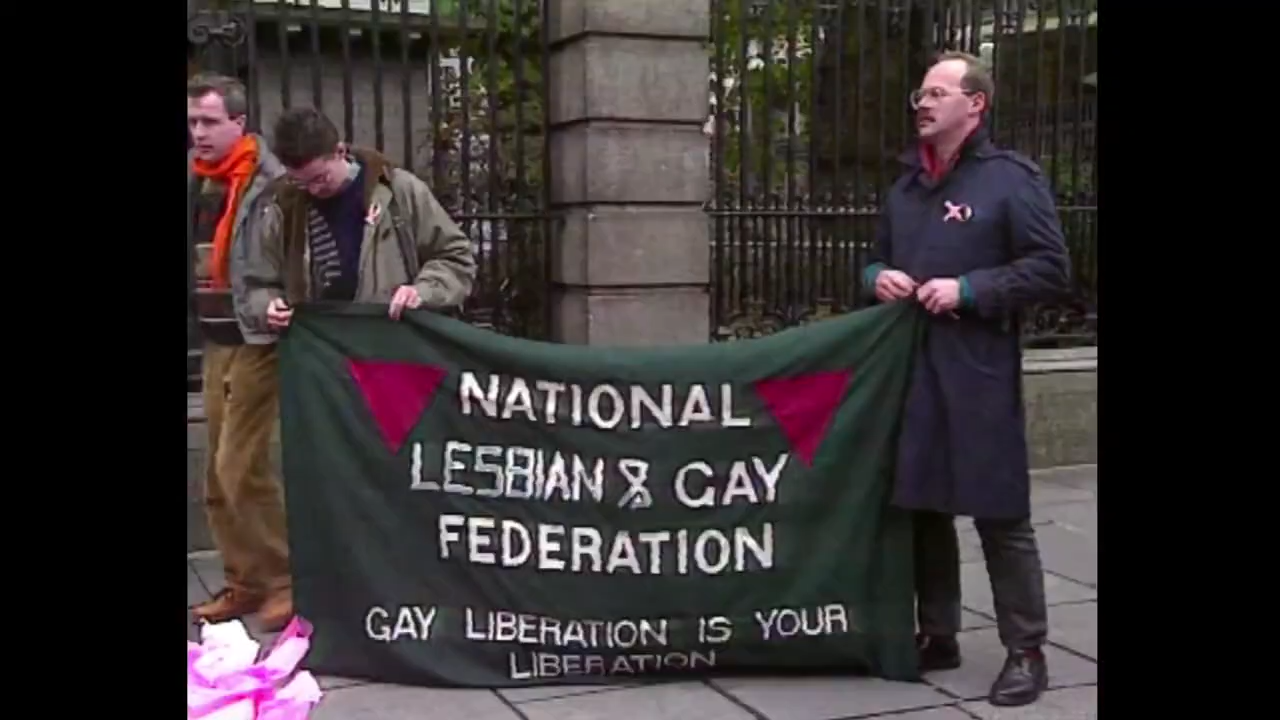 NATIONAL
LESBIAN & GAY
FEDERATION
GAY LIBERATION IS YOUR
LIBERATION